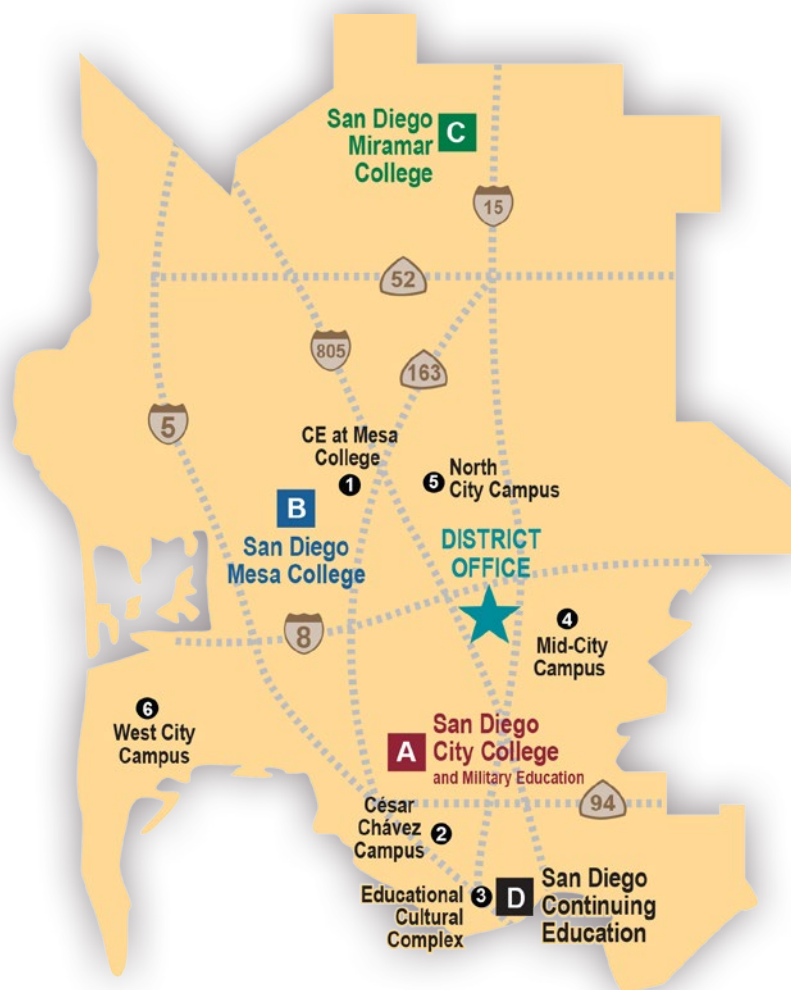 San Diego
Miramar
College
C
15
52
805
163
5
CE at Mesa
College
1
5
North
City Campus
B
San Diego
Mesa College
DISTRICT
OFFICE
8
4
Mid-City
Campus
6
West City
Campus
A
San Diego
City College
and Military Education
94
César
Chávez
Campus
2
Educational
Cultural
Complex
3
D
San Diego
Continuing
Education